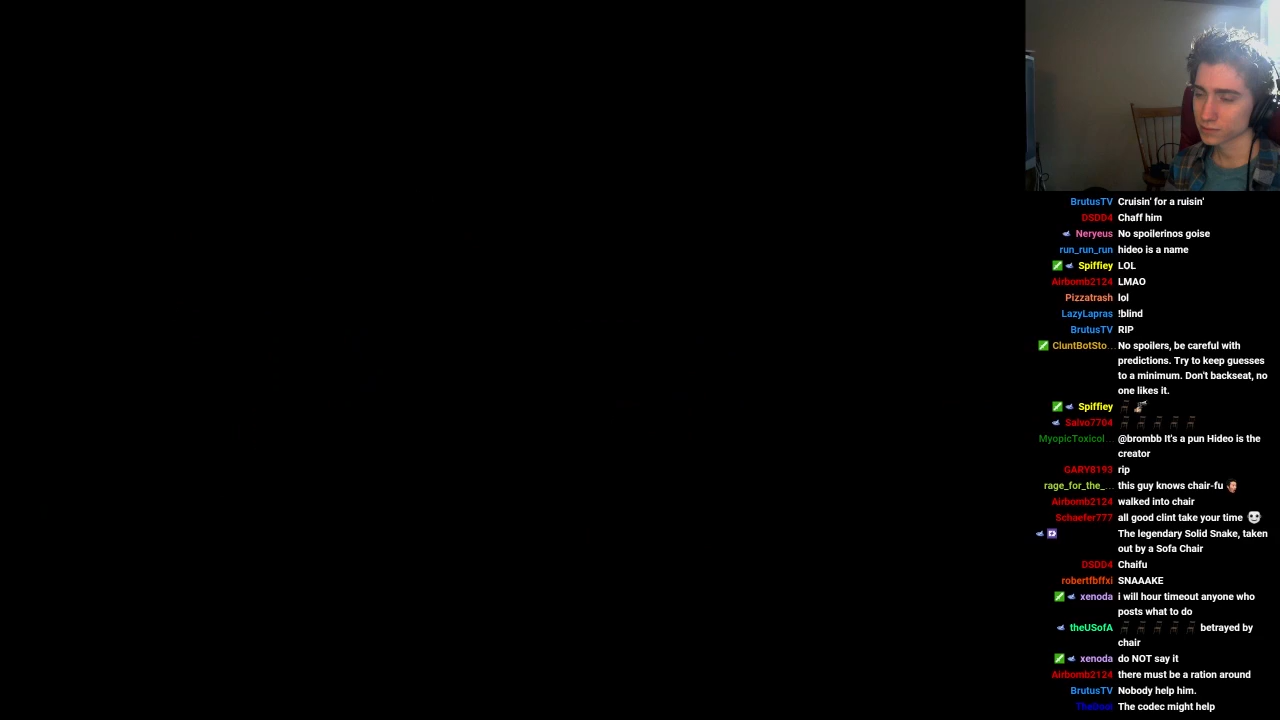 BrutusTV Cruisin' for a ruisin'
DSDD4 Chaff him
Neryeus No spoilerinos goise
run_run_run hideo is a name
Spiffiey LOL
Airbomb2124 LMAO
Pizzatrash lol
LazyLapras !blind
BrutusTV RIP
CluntBotSto... No spoilers, be careful with
predictions. Try to keep guesses
to a minimum. Don't backseat, no
one likes it.
Spiffiey
Salvo7704
MyopicToxicol... @brombb It's a pun Hideo is the
creator
GARY8193 rip
rage_for_the_... this guy knows chair-fu
Airbomb2124 walked into chair
Schaefer777 all good clint take your time
The legendary Solid Snake, taken
out by a Sofa Chair
DSDD4 Chaifu
robertfbffxi SNAAAKE
xenoda i will hour timeout anyone who
posts what to do
theUSofA betrayed by
chair
xenoda do NOT say it
Airbomb2124 there must be a ration around
BrutusTV Nobody help him.
The codec might help